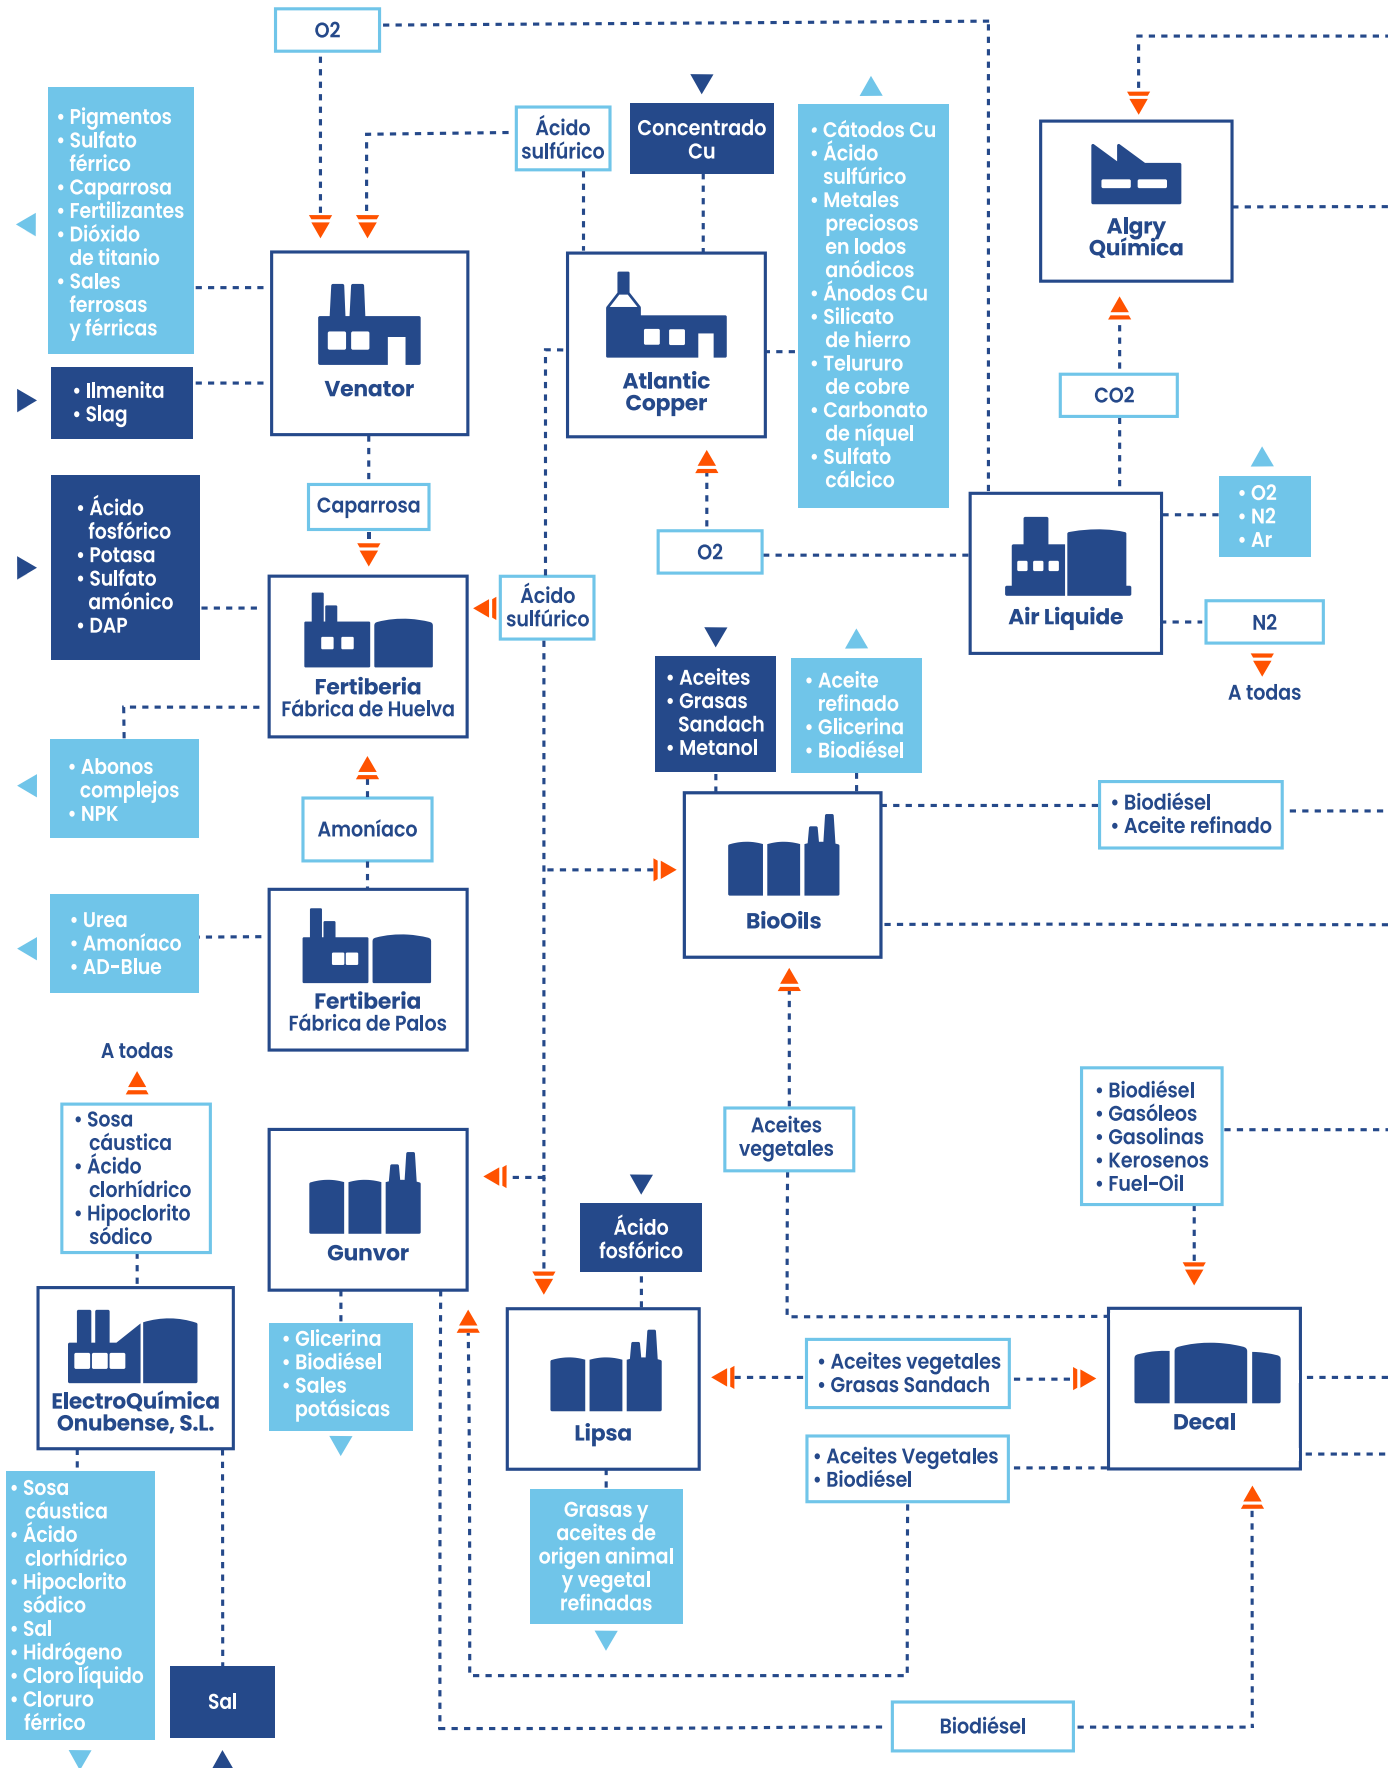 O2
• Pigmentos
• Sulfato
férrico
• Caparrosa
• Fertilizantes
• Dióxido
de titanio
• Sales
ferrosas
y férricas
Ácido
sulfúrico
Concentrado
Cu
• Cátodos Cu
• Ácido
sulfúrico
• Metales
preciosos
en lodos
anódicos
• Ánodos Cu
• Silicato
de hierro
• Telururo
de cobre
• Carbonato
de níquel
• Sulfato
cálcico
Algry
Química
Venator
Atlantic
Copper
• Ilmenita
• Slag
CO2
• Ácido
fosfórico
• Potasa
• Sulfato
amónico
• DAP
Caparrosa
O2
• O2
• N2
• Ar
Air Liquide
N2
A todas
Ácido
sulfúrico
Fertiberia
Fábrica de Huelva
• Aceites
• Grasas
Sandach
• Metanol
• Aceite
refinado
• Glicerina
• Biodiésel
• Abonos
complejos
• NPK
Amoníaco
• Biodiésel
• Aceite refinado
BioOils
• Urea
• Amoníaco
• AD-Blue
Fertiberia
Fábrica de Palos
A todas
• Sosa
cáustica
• Ácido
clorhídrico
• Hipoclorito
sódico
Aceites
vegetales
• Biodiésel
• Gasóleos
• Gasolinas
• Kerosenos
• Fuel-Oil
Gunvor
Ácido
fosfórico
• Glicerina
• Biodiésel
• Sales
potásicas
ElectroQuímica
Onubense, S.L.
Lipsa
• Aceites vegetales
• Grasas Sandach
Decal
• Aceites Vegetales
• Biodiésel
• Sosa
cáustica
• Ácido
clorhídrico
• Hipoclorito
sódico
• Sal
• Hidrógeno
• Cloro líquido
• Cloruro
férrico
Grasas y
aceites de
origen animal
y vegetal
refinadas
Sal
Biodiésel